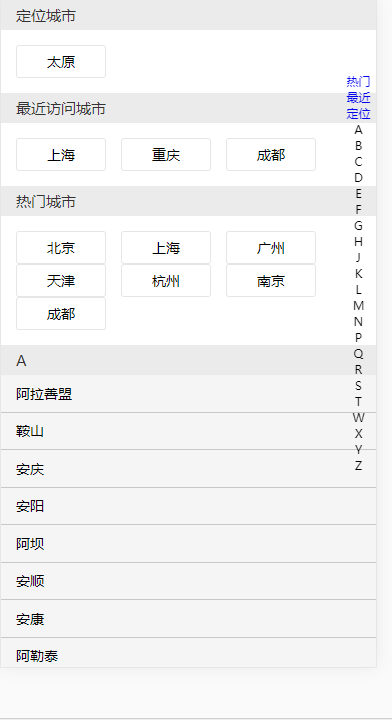 定位城市
太原
最近访问城市
上海 重庆 成都
热门城市
北京 上海 广州
天津 杭州 南京
成都
A
阿拉善盟
鞍山
安庆
安阳
阿坝
安顺
安康
阿勒泰
热门
最近
定位
A
B
C
D
E
F
G
H
J
K
L
M
N
P
Q
R
S
T
W
X
Y
Z